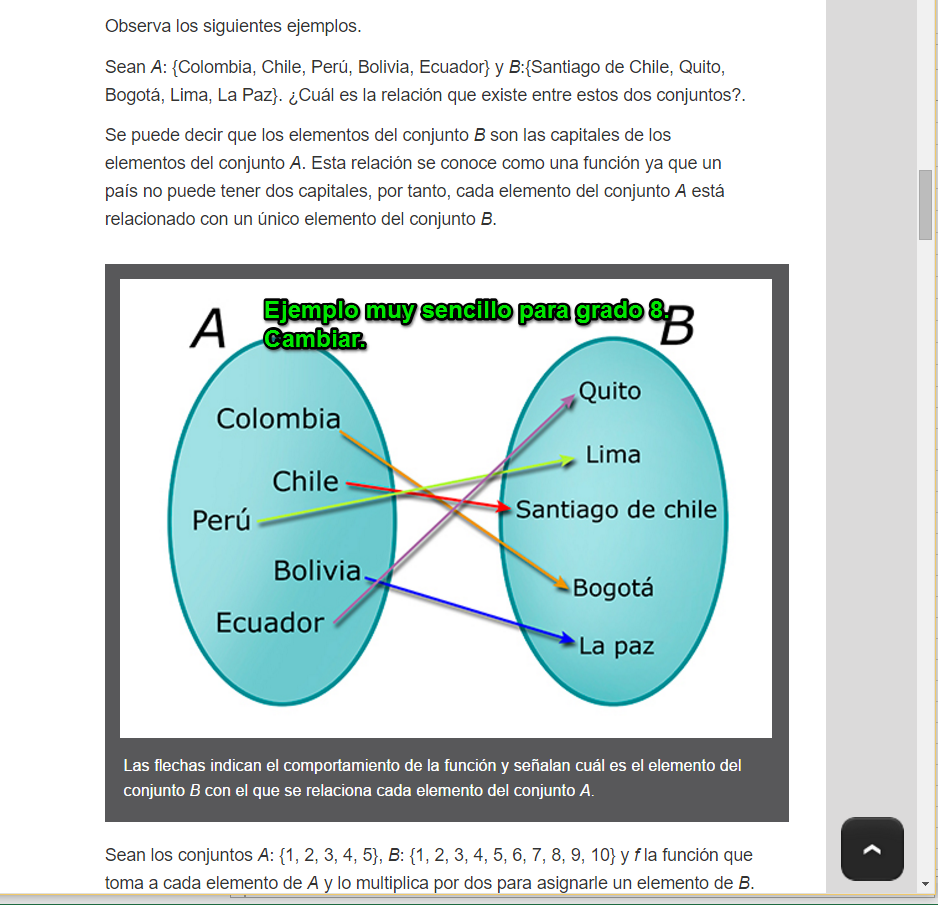 Observa los siguientes ejemplos.
Sean A: {Colombia, Chile, Perú, Bolivia, Ecuador} y B:{Santiago de Chile, Quito,
Bogotá, Lima, La Paz}. ¿Cuál es la relación que existe entre estos dos conjuntos?.
Se puede decir que los elementos del conjunto B son las capitales de los
elementos del conjunto A. Esta relación se conoce como una función ya que un
país no puede tener dos capitales, por tanto, cada elemento del conjunto A está
relacionado con un único elemento del conjunto B.
Ejemplo muy sencillo para grado 8.
Cambiar.
A
B
Colombia
Chile
Perú
Bolivia
Ecuador
Quito
Lima
Santiago de chile
Bogotá
La paz
Las flechas indican el comportamiento de la función y señalan cuál es el elemento del
conjunto B con el que se relaciona cada elemento del conjunto A.
Sean los conjuntos A: {1, 2, 3, 4, 5}, B: {1, 2, 3, 4, 5, 6, 7, 8, 9, 10} y f la función que
toma a cada elemento de A y lo multiplica por dos para asignarle un elemento de B.